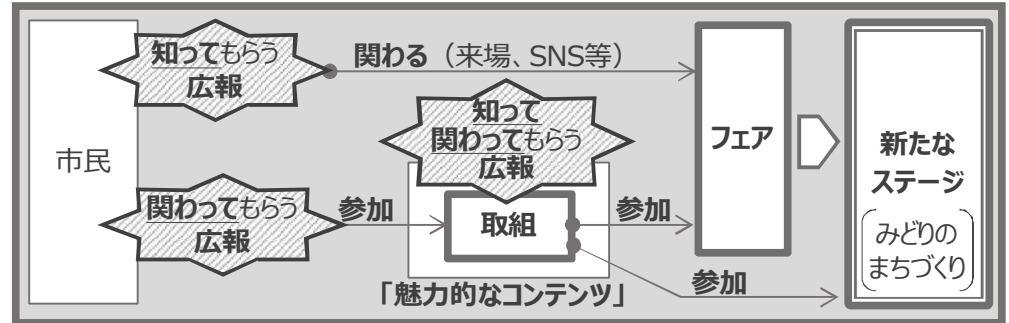 知ってもらう
広報
関わる（来場、SNS等）
知って
関わってもらう
広報
市民
フェア
新たな
ステージ
みどりの
まちづくり
関わってもらう
広報
参加
取組
参加
「魅力的なコンテンツ」
参加